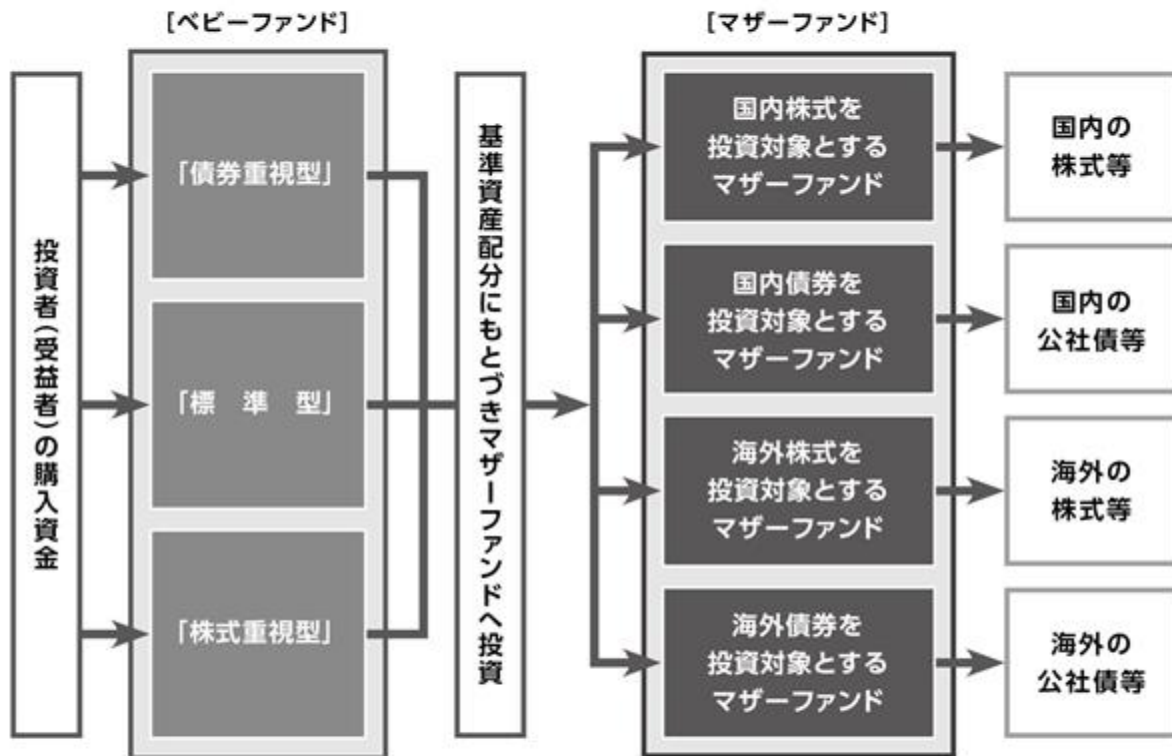 ［ベビーファンド］
［マザーファンド］
投資者（受益者）の購入資金
「債券重視型」
「標　準　型」
「株式重視型」
基準資産配分にもとづきマザーファンドへ投資
国内株式を
投資対象とする
マザーファンド
国内の
株式等
国内債券を
投資対象とする
マザーファンド
国内の
公社債等
海外株式を
投資対象とする
マザーファンド
海外の
株式等
海外債券を
投資対象とする
マザーファンド
海外の
公社債等